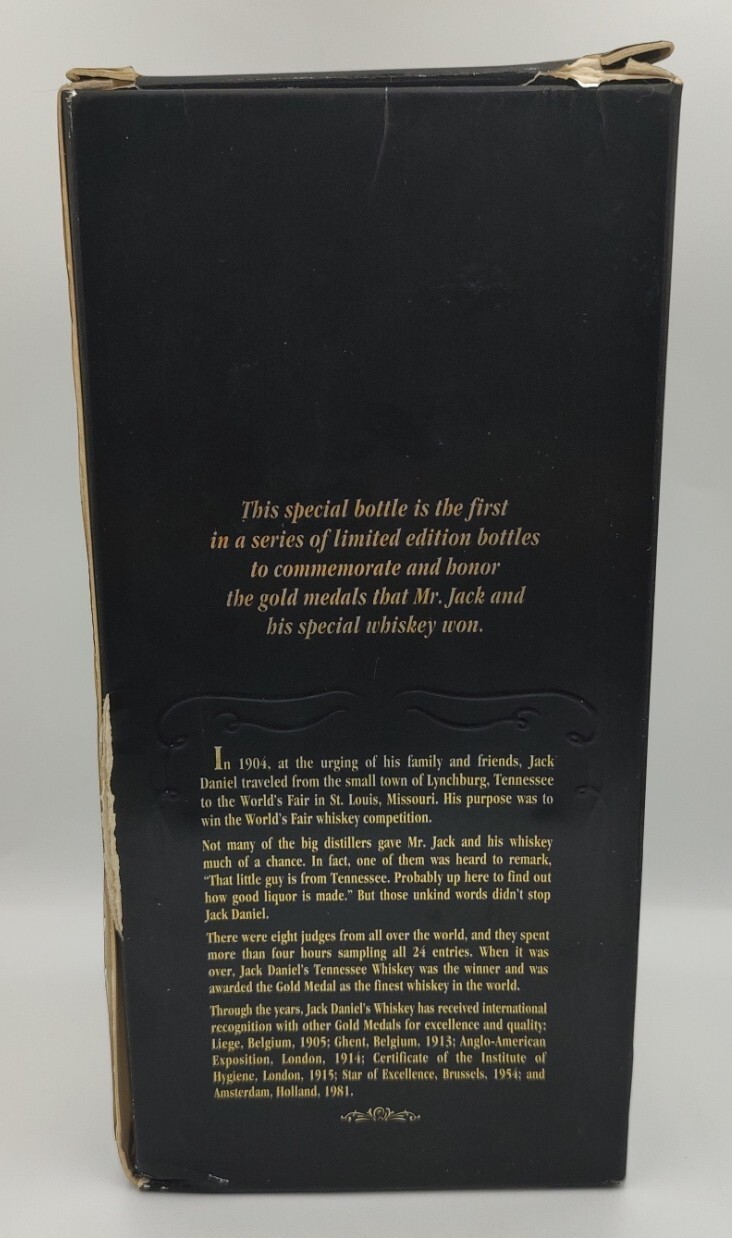 This special bottle is the first
in a series of limited edition bottles
to commemorate and honor
the gold medals that Mr. Jack and
his special whiskey won.
In 1904, at the urging of his family and friends, Jack
Daniel traveled from the small town of Lynchburg, Tennessee
to the World's Fair in St. Louis, Missouri. His purpose was to
win the World's Fair whiskey competition.
Not many of the big distillers gave Mr. Jack and his whiskey
much of a chance. In fact, one of them was heard to remark,
"That little guy is from Tennessee. Probably up here to find out
how good liquor is made." But those unkind words didn't stop
Jack Daniel.
There were eight judges from all over the world, and they spent
more than four hours sampling all 24 entries. When it was
over, Jack Daniel's Tennessee Whiskey was the winner and was
awarded the Gold Medal as the finest whiskey in the world.
Through the years, Jack Daniel's Whiskey has received international
recognition with other Gold Medals for excellence and quality:
Liege, Belgium, 1905; Ghent, Belgium, 1913; Anglo-American
Exposition, London, 1914; Certificate of the Institute of
Hygiene, London, 1915; Star of Excellence, Brussels, 1954; and
Amsterdam, Holland, 1981.